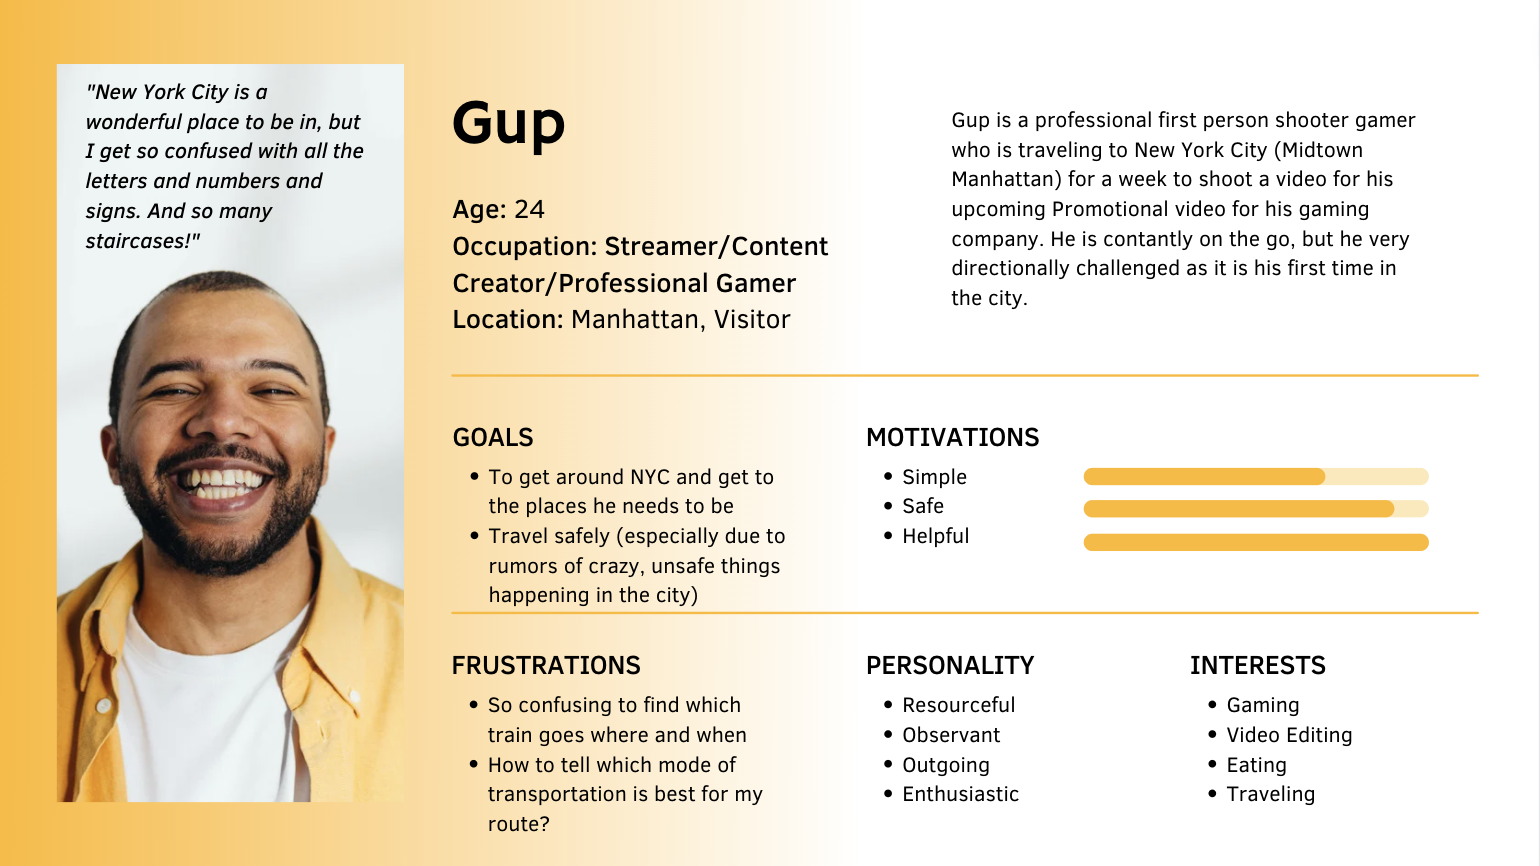 "New York City is a
wonderful place to be in, but
I get so confused with all the
letters and numbers and
signs. And so many
staircases!"
Gup
Age: 24
Occupation: Streamer/Content
Creator/Professional Gamer
Location: Manhattan, Visitor
Gup is a professional first person shooter gamer
who is traveling to New York City (Midtown
Manhattan) for a week to shoot a video for his
upcoming Promotional video for his gaming
company. He is contantly on the go, but he very
directionally challenged as it is his first time in
the city.
GOALS
• To get around NYC and get to
the places he needs to be
• Travel safely (especially due to
rumors of crazy, unsafe things
happening in the city)
MOTIVATIONS
• Simple
• Safe
• Helpful
FRUSTRATIONS
• So confusing to find which
train goes where and when
• How to tell which mode of
transportation is best for my
route?
PERSONALITY
• Resourceful
• Observant
• Outgoing
• Enthusiastic
INTERESTS
• Gaming
• Video Editing
• Eating
• Traveling